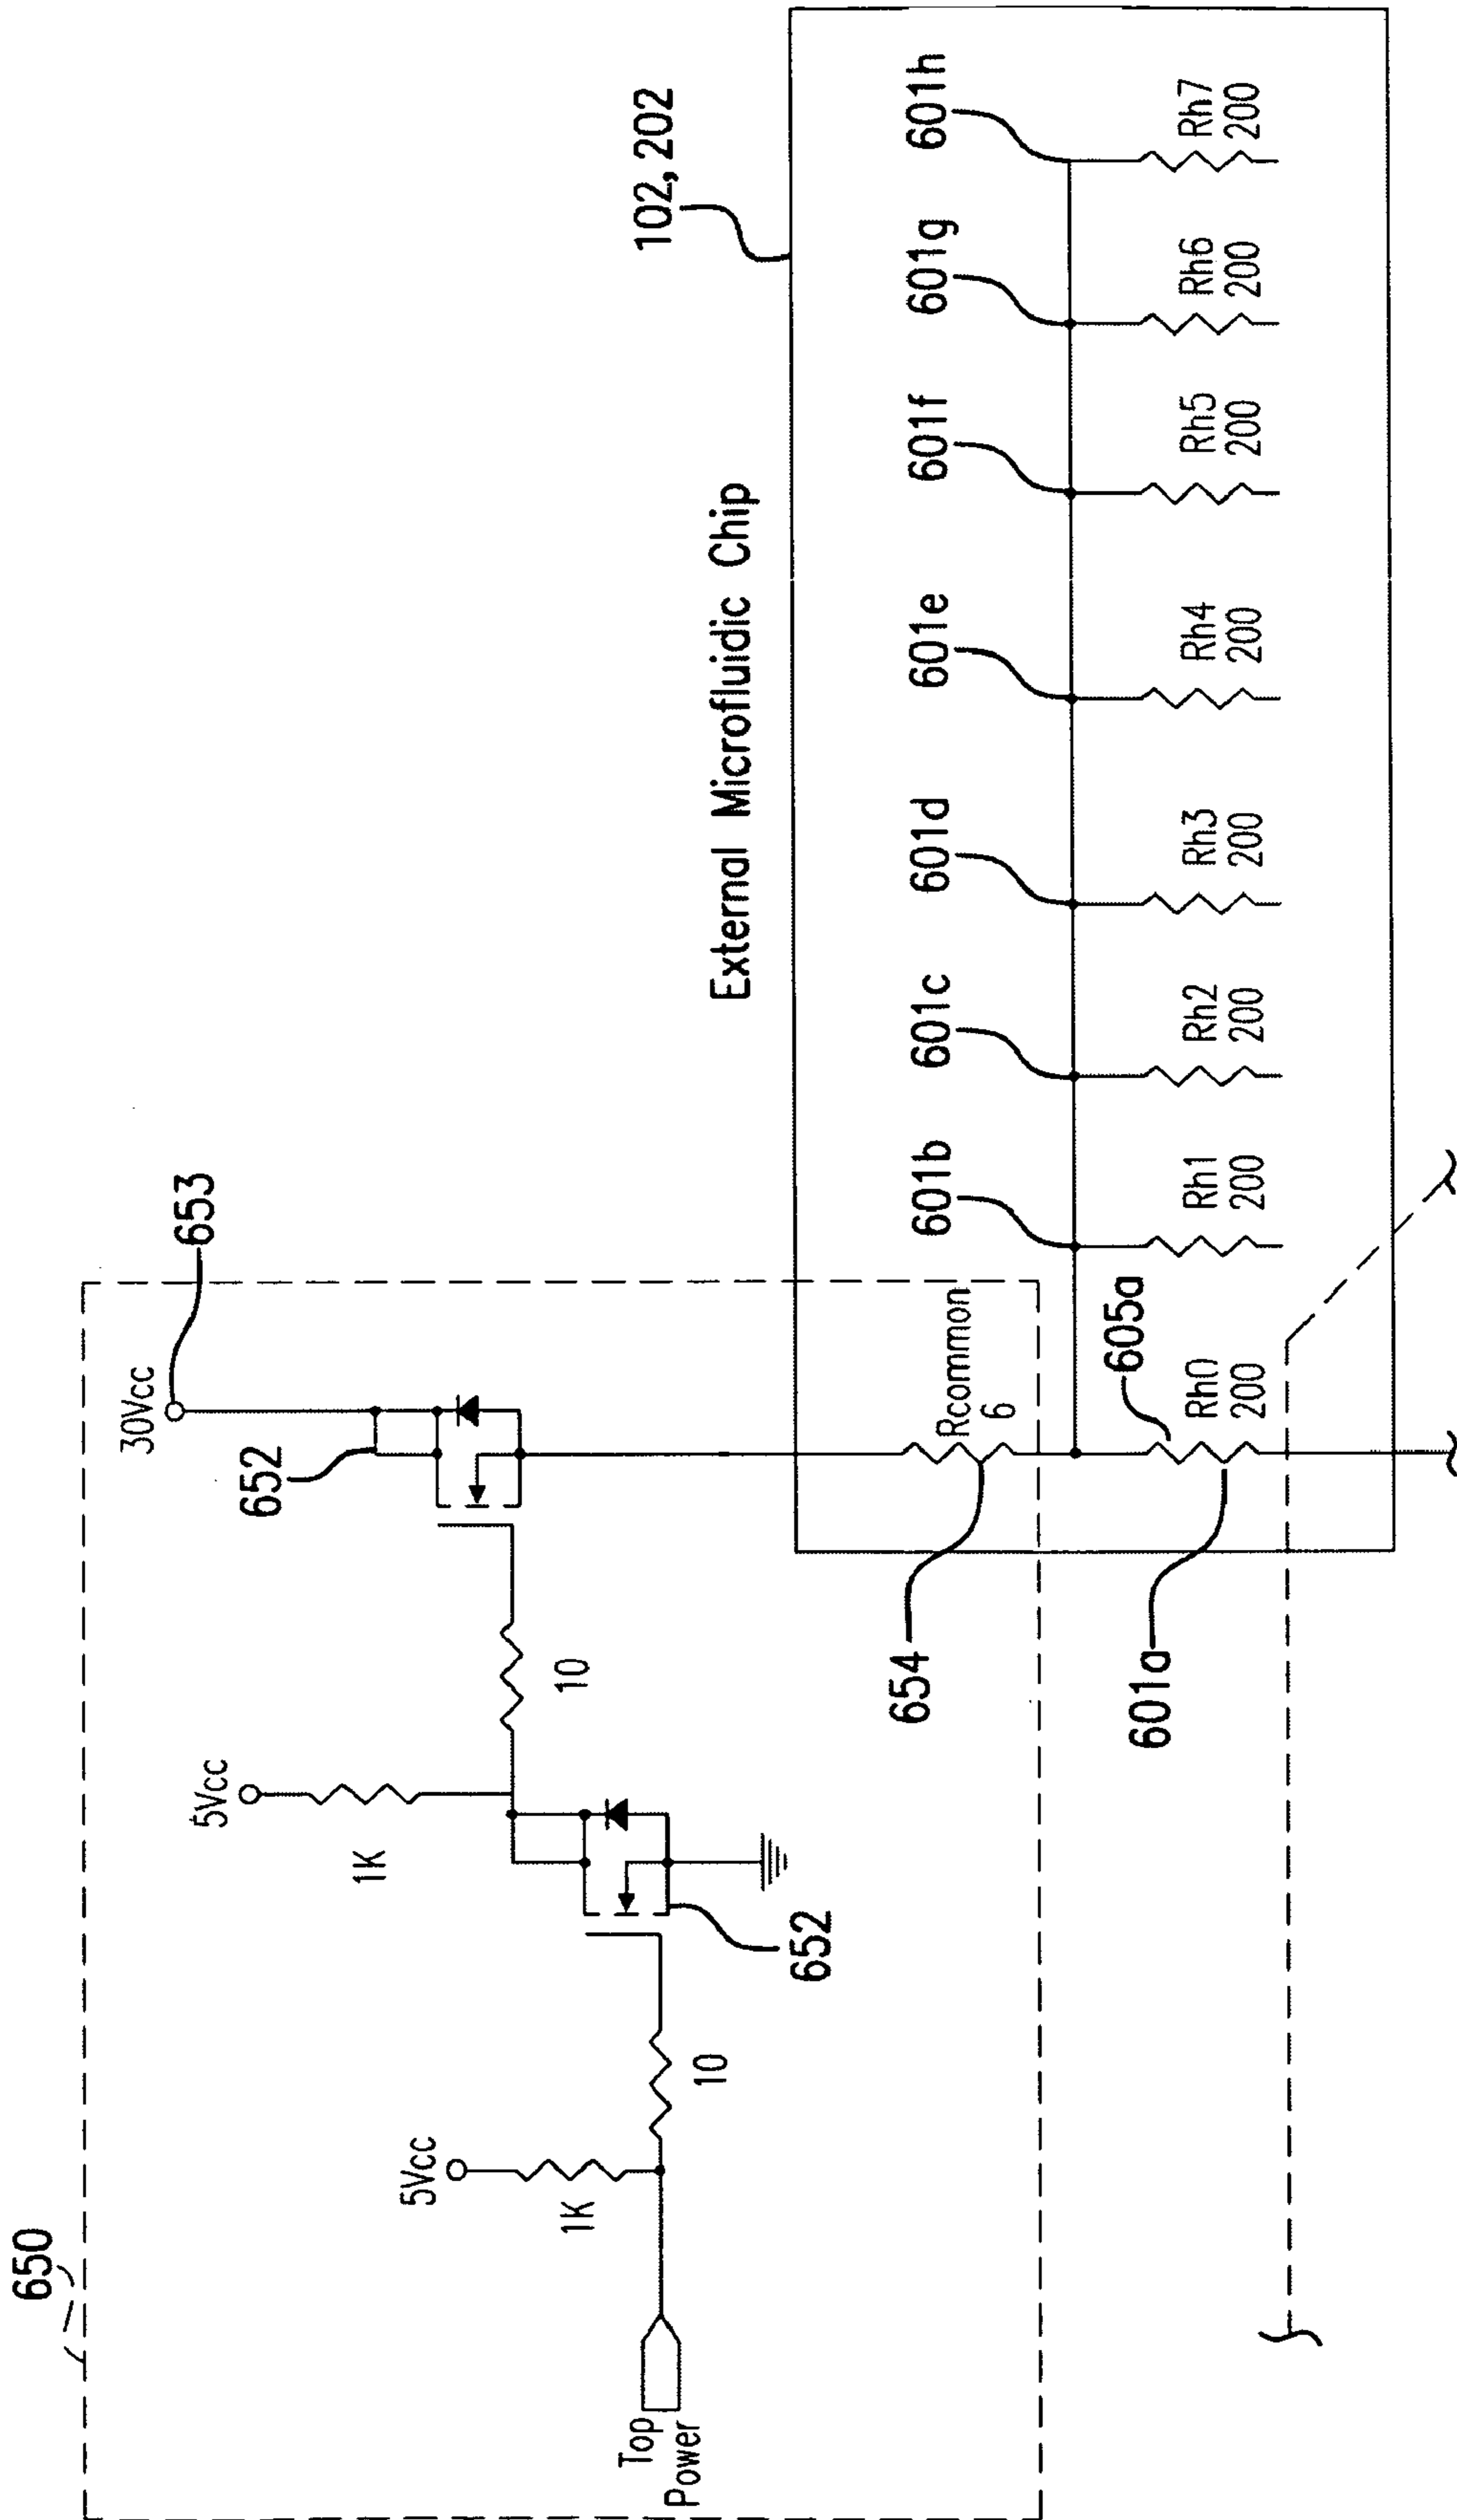 650
653
30Vcc
652
5Vcc
1K
10
5Vcc
1K
10
652
Top
Power
External Microfluidic Chip
102,202
Rcommon
6
654
605a
601a
601b
601c
601d
601e
601f
601g
601h
Rh0
200
Rh1
200
Rh2
200
Rh3
200
Rh4
200
Rh5
200
Rh6
200
Rh7
200